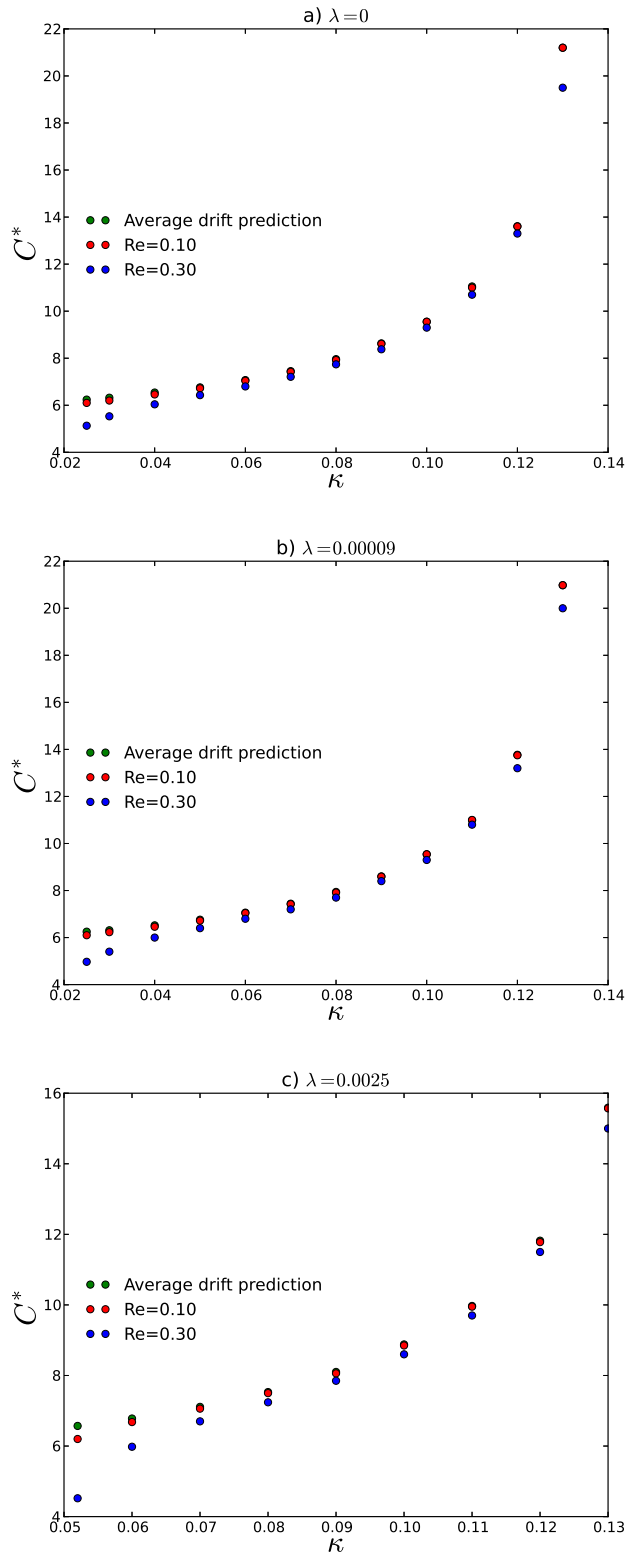 a) λ=0
22
20
18
16
14
12
10
8
6
4
C*
Average drift prediction
Re=0.10
Re=0.30
0.02 0.04 0.06 0.08 0.10 0.12 0.14
κ
b) λ=0.00009
22
20
18
16
14
12
10
8
6
4
C*
Average drift prediction
Re=0.10
Re=0.30
0.02 0.04 0.06 0.08 0.10 0.12 0.14
κ
c) λ=0.0025
16
14
12
10
8
6
4
C*
Average drift prediction
Re=0.10
Re=0.30
0.05 0.06 0.07 0.08 0.09 0.10 0.11 0.12 0.13
κ